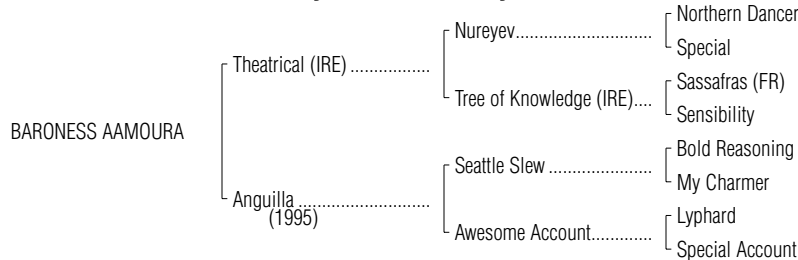 Northern Dancer
Nureyev..............................
Special
Theatrical (IRE) .................
Sassafras (FR)
Tree of Knowledge (IRE)....
Sensibility
BARONESS AAMOURA
Bold Reasoning
Seattle Slew ......................
My Charmer
Anguilla ............................
(1995)
Lyphard
Awesome Account.............
Special Account